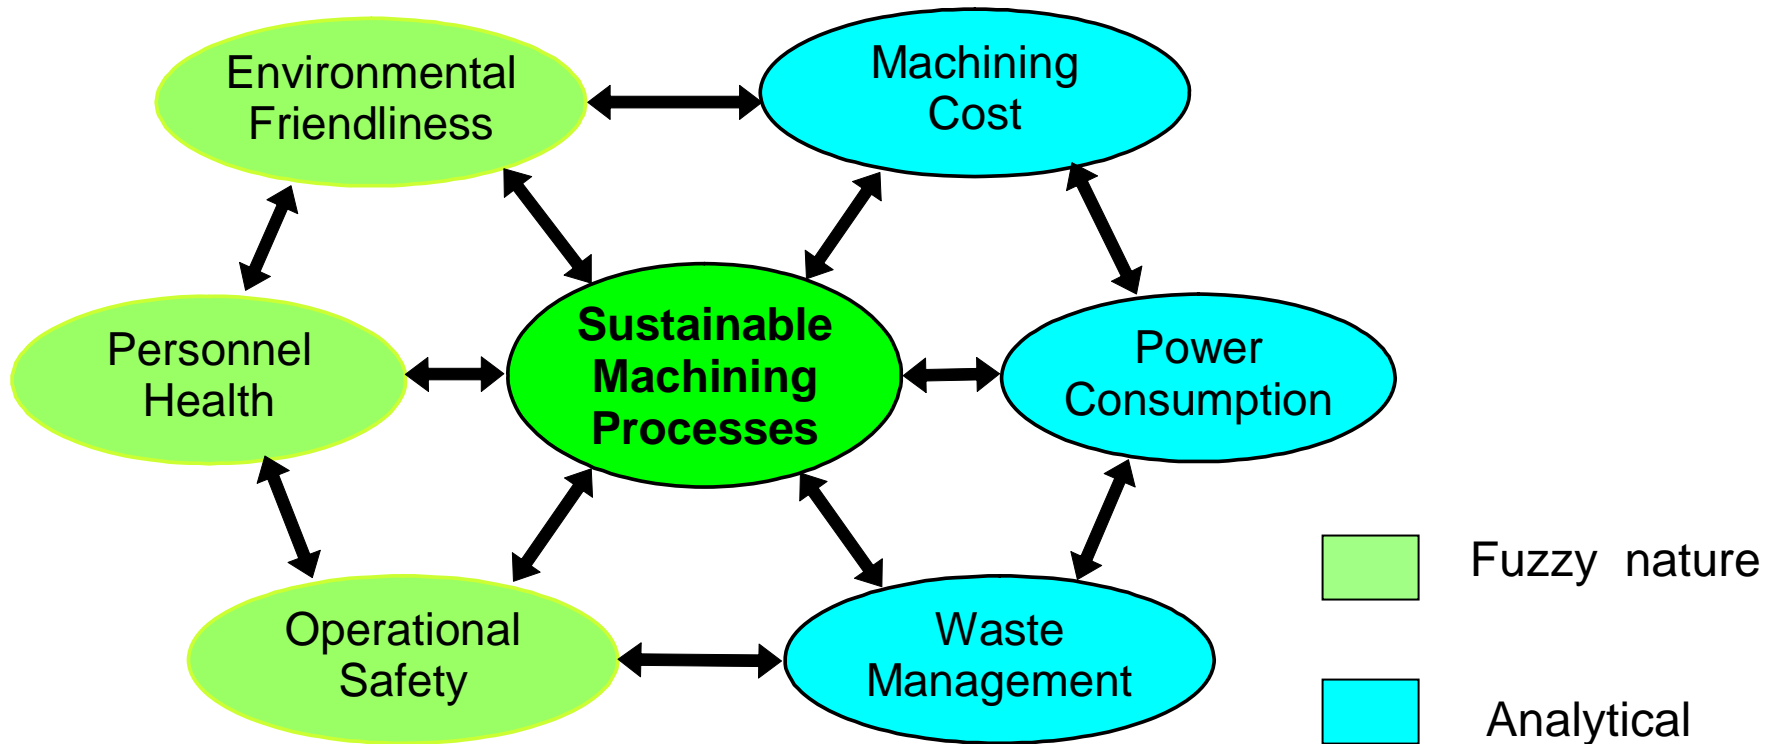 Environmental
Friendliness
Machining
Cost
Personnel
Health
Sustainable
Machining
Processes
Power
Consumption
Operational
Safety
Waste
Management
Fuzzy nature
Analytical